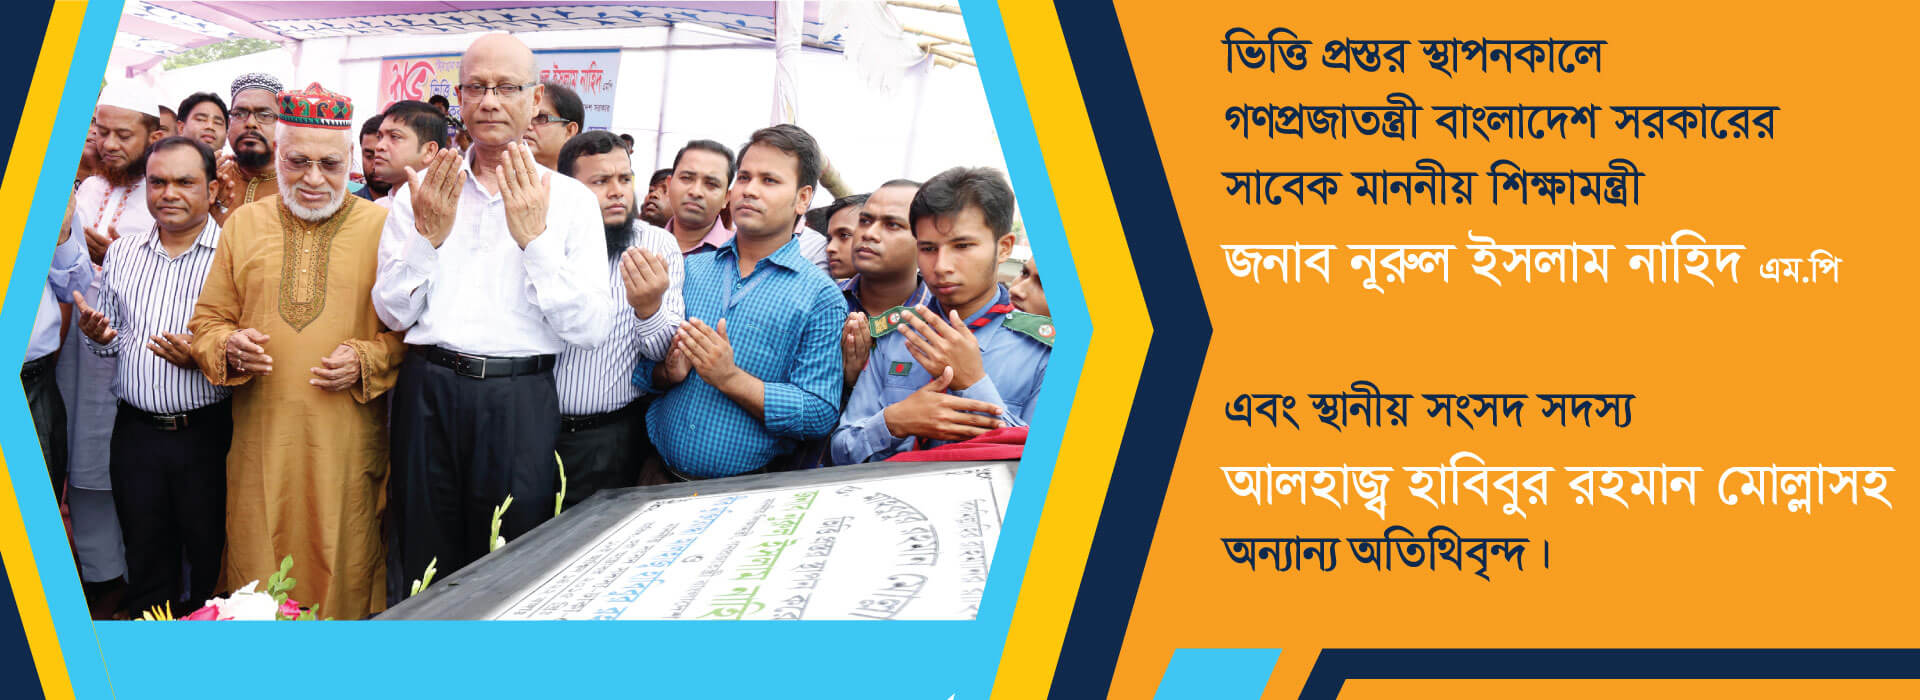 ভিত্তি প্রস্তর স্থাপনকালে
গণপ্রজাতন্ত্রী বাংলাদেশ সরকারের
সাবেক মাননীয় শিক্ষামন্ত্রী
জনাব নূরুল ইসলাম নাহিদ এম.পি
এবং স্থানীয় সংসদ সদস্য
আলহাজ্ব হাবিবুর রহমান মোল্লাসহ
অন্যান্য অতিথিবৃন্দ।
ইসলাম নাহিদ